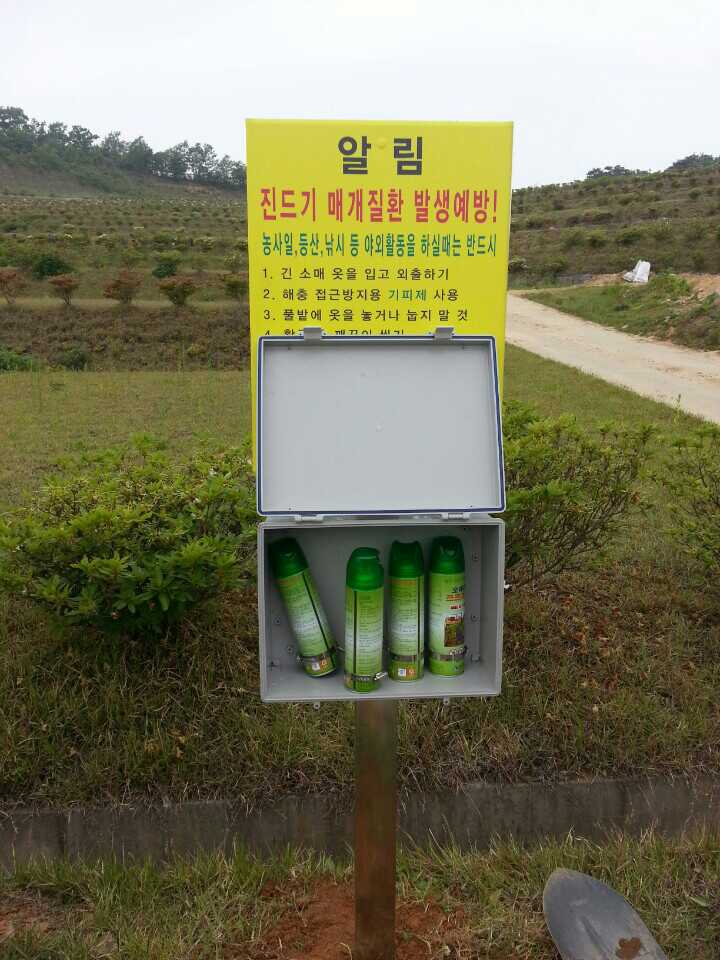 알림
진드기 매개질환 발생예방!
농사일,등산,낚시 등 야외활동을 하실때는 반드시
1. 긴 소매 옷을 입고 외출하기
2. 해충 접근방지용 기피제 사용
3. 풀밭에 옷을 놓거나 눕지 말 것
4.